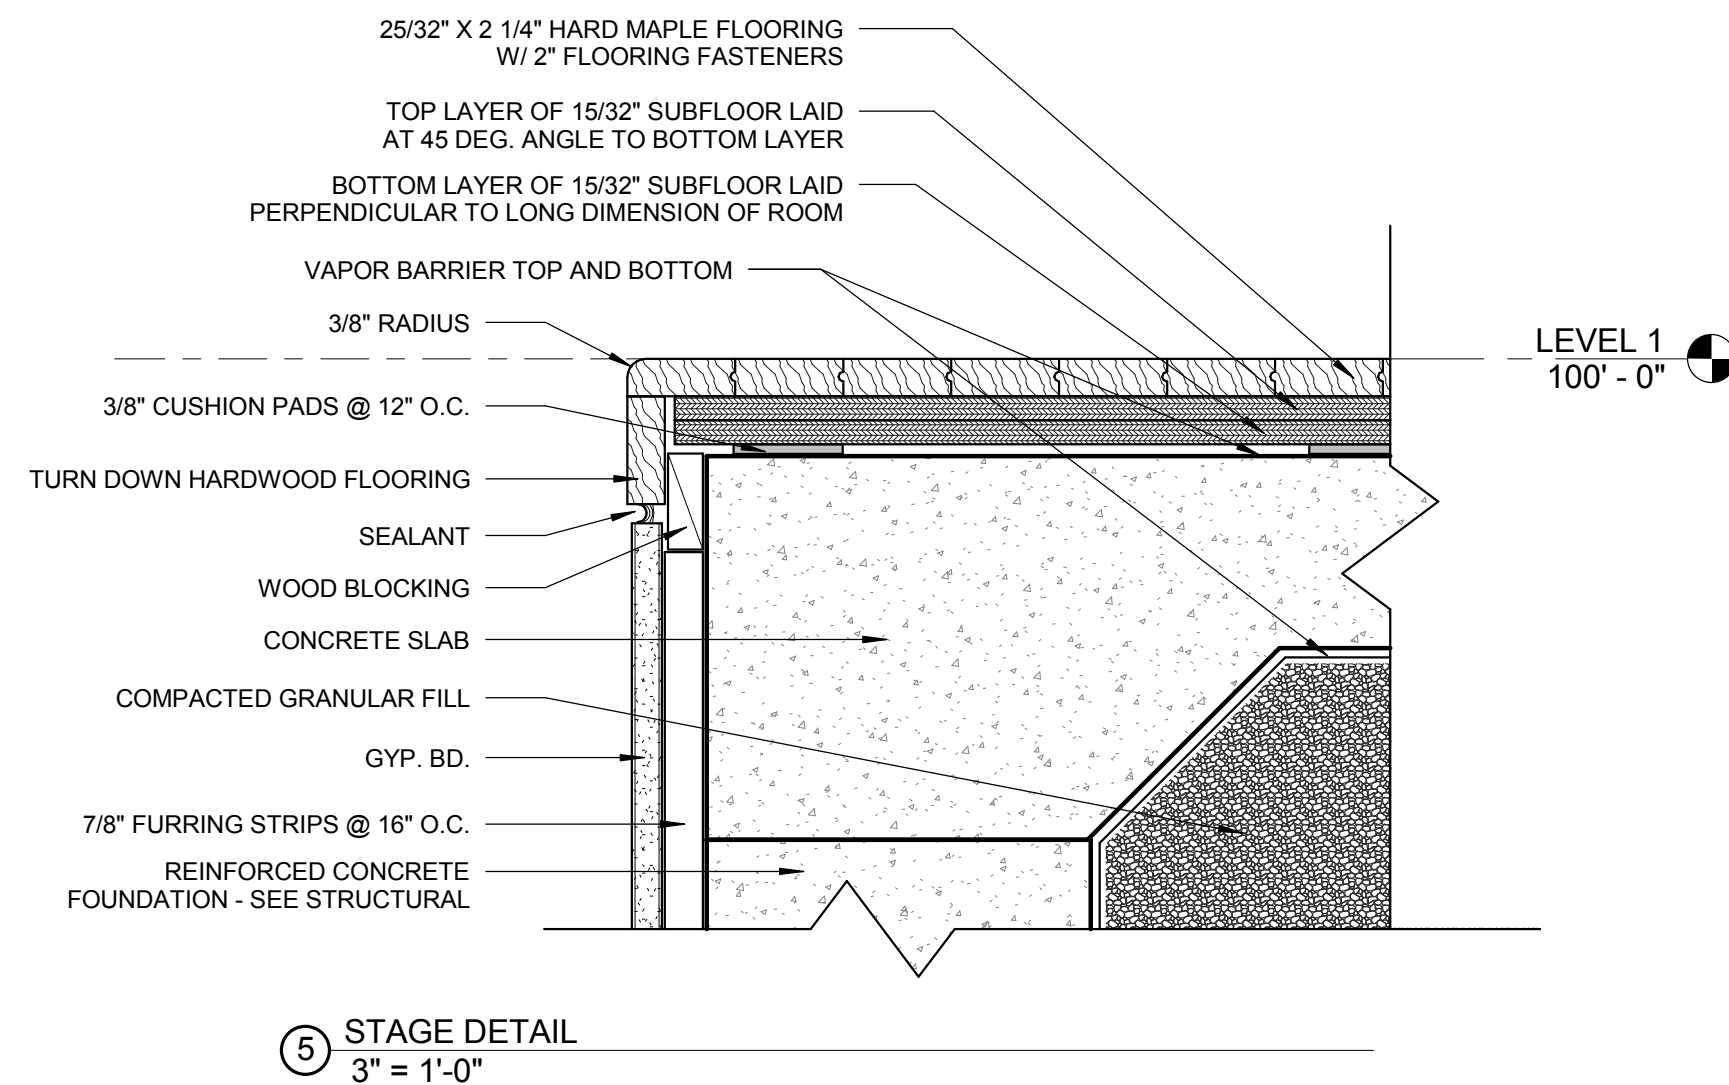 25/32" X 2 1/4" HARD MAPLE FLOORING
W/ 2" FLOORING FASTENERS
TOP LAYER OF 15/32" SUBFLOOR LAID
AT 45 DEG. ANGLE TO BOTTOM LAYER
BOTTOM LAYER OF 15/32" SUBFLOOR LAID
PERPENDICULAR TO LONG DIMENSION OF ROOM
VAPOR BARRIER TOP AND BOTTOM
3/8" RADIUS
LEVEL 1
100' - 0"
3/8" CUSHION PADS @ 12" O.C.
TURN DOWN HARDWOOD FLOORING
SEALANT
WOOD BLOCKING
CONCRETE SLAB
COMPACTED GRANULAR FILL
GYP. BD.
7/8" FURRING STRIPS @ 16" O.C.
REINFORCED CONCRETE
FOUNDATION - SEE STRUCTURAL
5 STAGE DETAIL
3" = 1'-0"